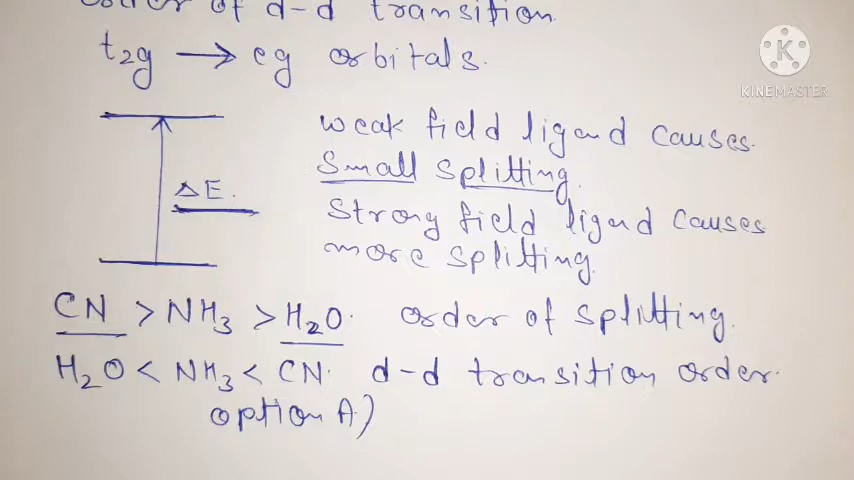 order of d-d transition.
t2g → eg orbitals.
K
KINEMASTER
weak field ligand causes.
Small splitting.
ΔE.
Strong field ligand causes
more splitting.
CN > NH3 > H2O. order of splitting.
H2O < NH3 < CN. d-d transition order.
option A)